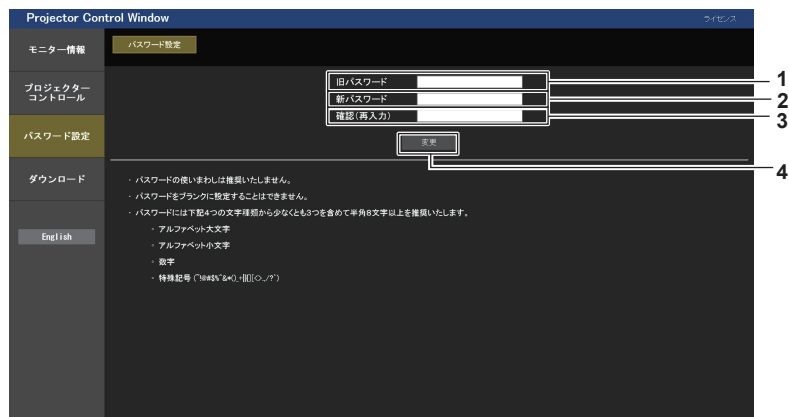 Projector Control Window
ライセンス
モニター情報
パスワード設定
プロジェクター
コントロール
旧パスワード
1
新パスワード
2
確認(再入力)
3
パスワード設定
変更
4
ダウンロード
・パスワードの使いまわしは推奨いたしません。
・パスワードをブランクに設定することはできません。
・パスワードには下記4つの文字種類から少なくとも3つを含めて半角8文字以上を推奨いたします。
・アルファベット大文字
English
・アルファベット小文字
・数字
・特殊記号